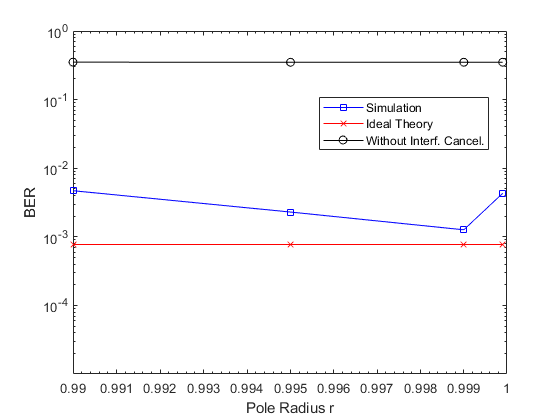 10^0
10^-1
10^-2
10^-3
10^-4
BER
Simulation
Ideal Theory
Without Interf. Cancel.
0.99 0.991 0.992 0.993 0.994 0.995 0.996 0.997 0.998 0.999 1
Pole Radius r